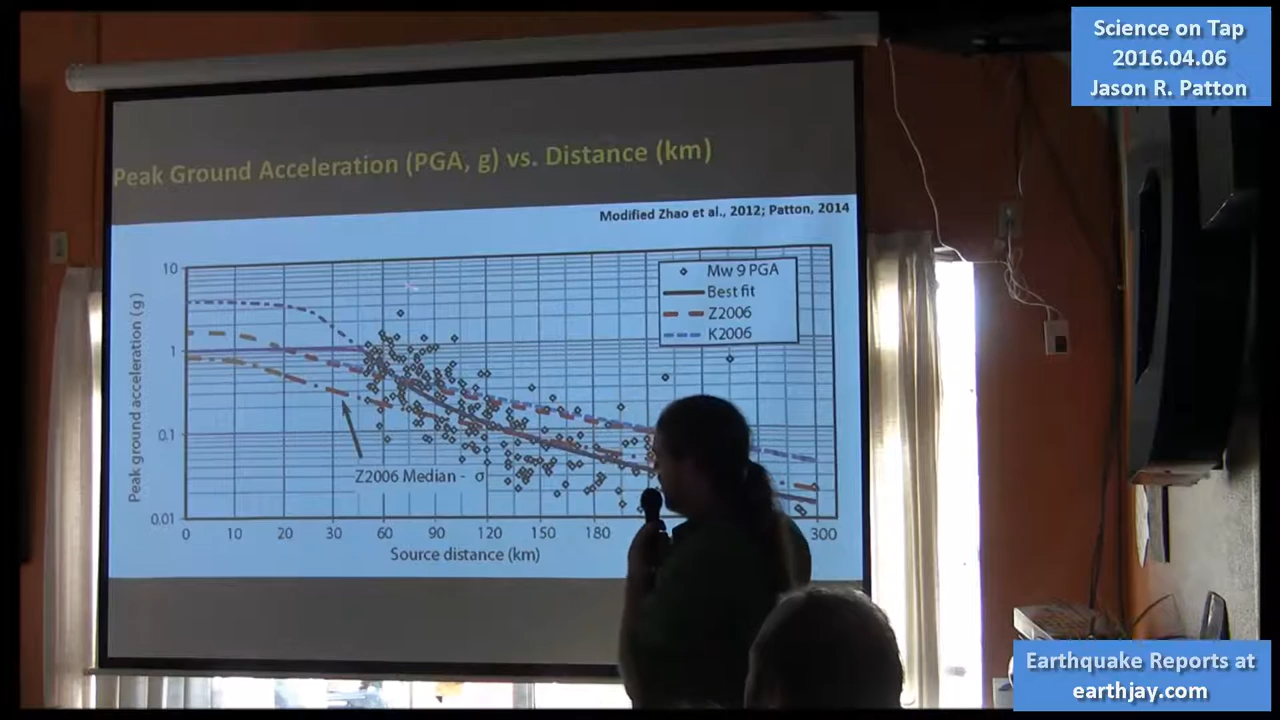 Science on Tap
2016.04.06
Jason R. Patton
Peak Ground Acceleration (PGA, g) vs. Distance (km)
Modified Zhao et al., 2012; Patton, 2014
10
1
0.1
0.01
Peak ground acceleration (g)
Mw 9 PGA
Best fit
Z2006
K2006
Z2006 Median - σ
0 10 20 30 60 90 120 150 180 300
Source distance (km)
Earthquake Reports at
earthjay.com